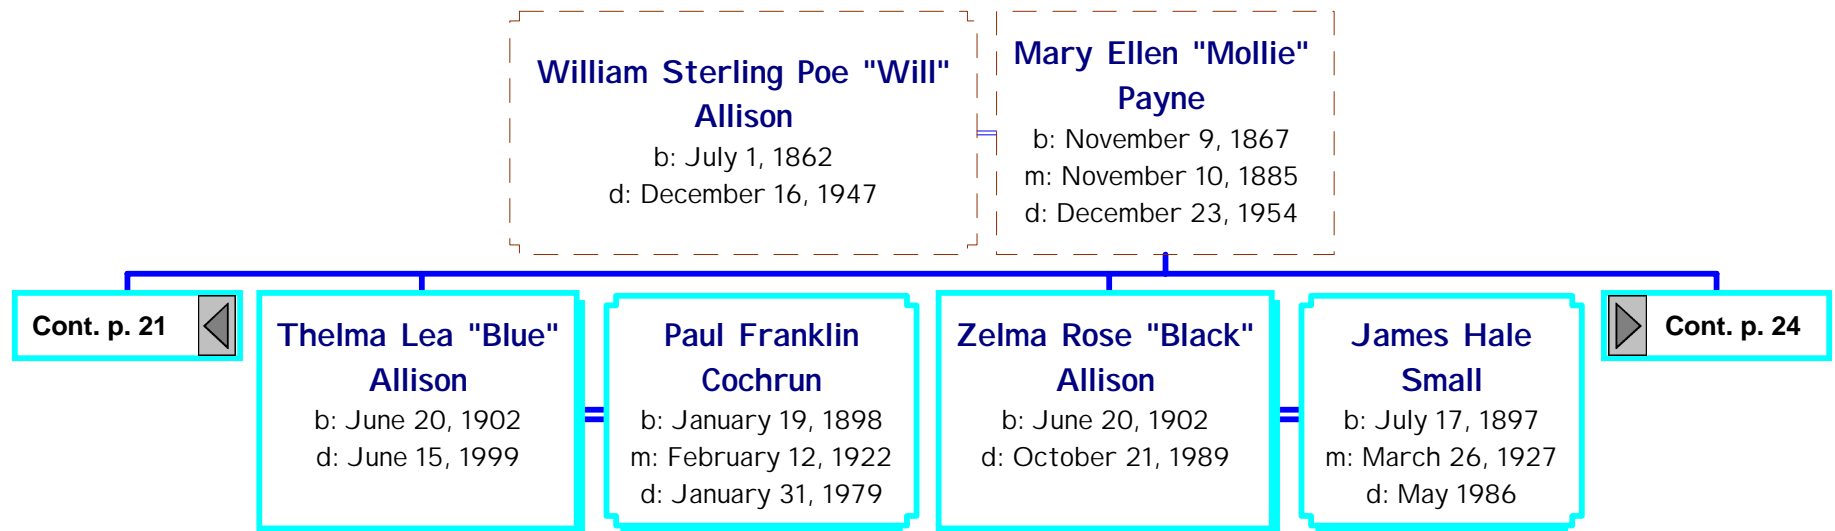 William Sterling Poe "Will"
Allison
b: July 1, 1862
d: December 16, 1947
Mary Ellen "Mollie"
Payne
b: November 9, 1867
m: November 10, 1885
d: December 23, 1954
Cont. p. 21
Thelma Lea "Blue"
Allison
b: June 20, 1902
d: June 15, 1999
Paul Franklin
Cochrun
b: January 19, 1898
m: February 12, 1922
d: January 31, 1979
Zelma Rose "Black"
Allison
b: June 20, 1902
d: October 21, 1989
James Hale
Small
b: July 17, 1897
m: March 26, 1927
d: May 1986
Cont. p. 24